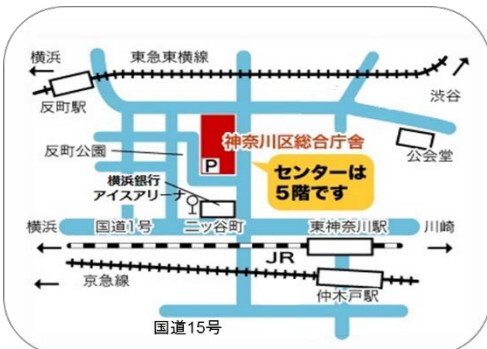 横浜
東急東横線
反町駅
渋谷
神奈川区総合庁舎
反町公園
P
公会堂
センターは
5階です
横浜銀行
アイスアリーナ
二ッ谷町
横浜
国道1号
東神奈川駅
川崎
JR
京急線
仲木戸駅
国道15号